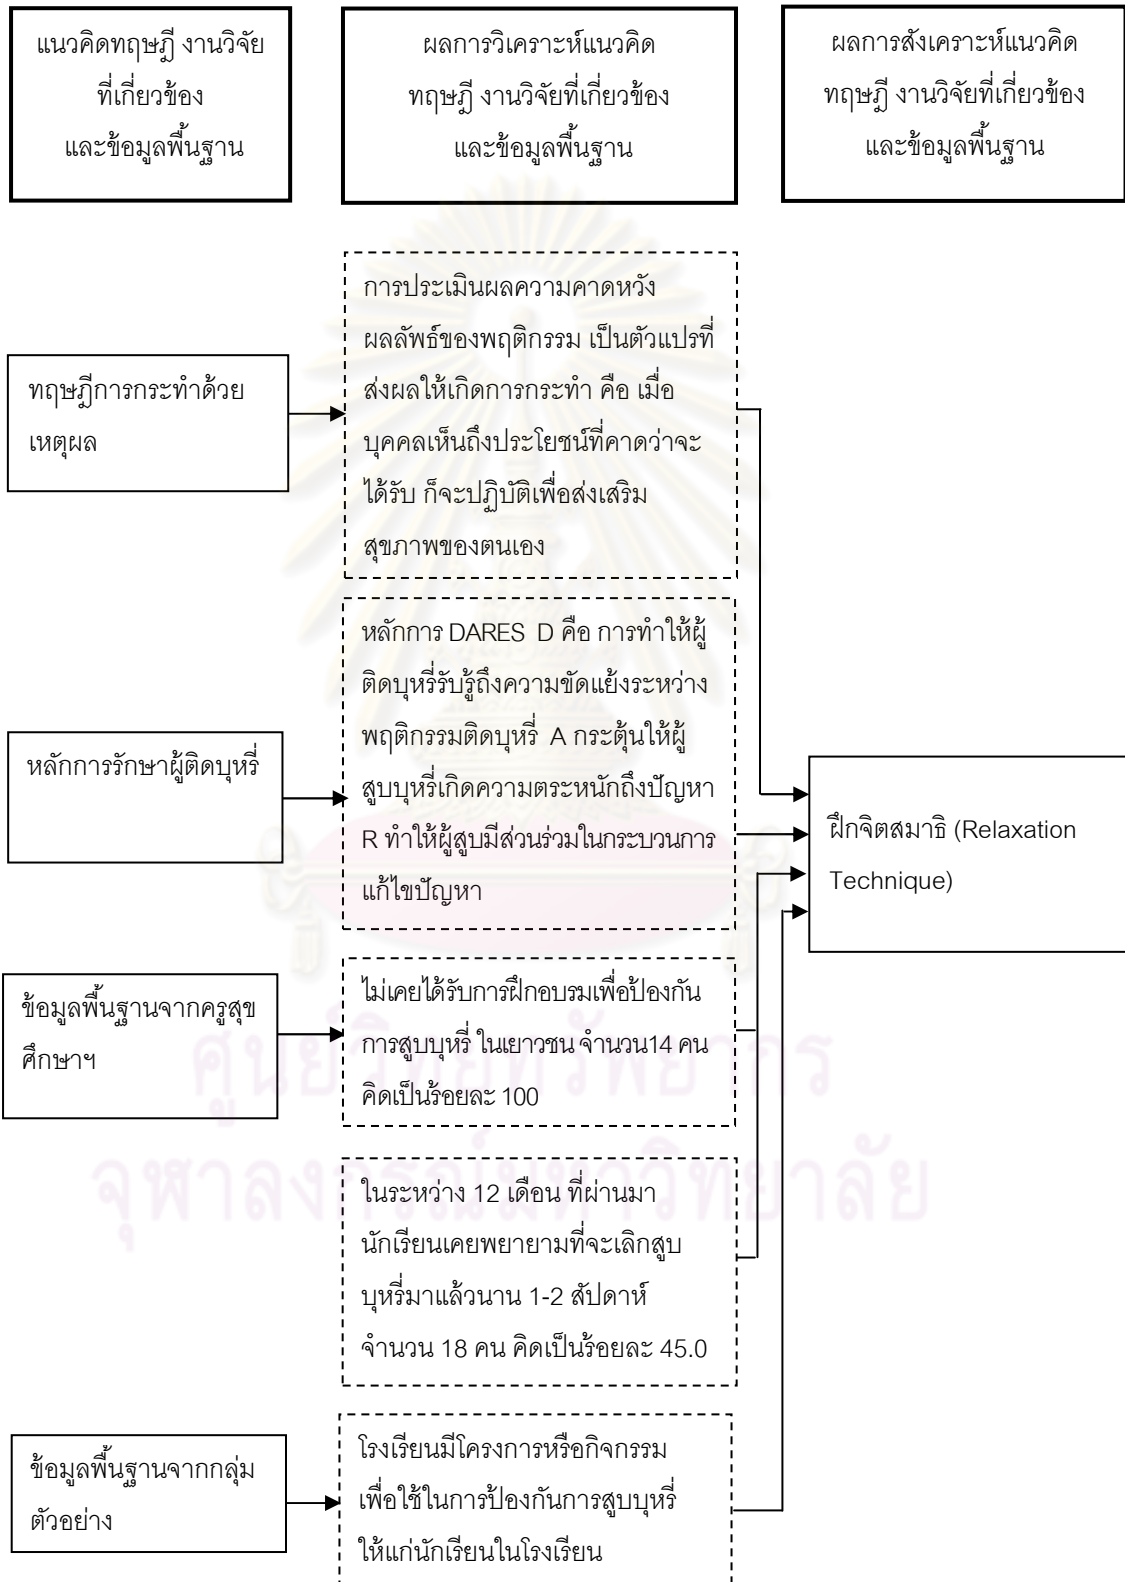 แนวคิดทฤษฎี งานวิจัย
ที่เกี่ยวข้อง
และข้อมูลพื้นฐาน
ผลการวิเคราะห์แนวคิด
ทฤษฎี งานวิจัยที่เกี่ยวข้อง
และข้อมูลพื้นฐาน
ผลการสังเคราะห์แนวคิด
ทฤษฎี งานวิจัยที่เกี่ยวข้อง
และข้อมูลพื้นฐาน
ทฤษฎีการกระทำด้วย
เหตุผล
การประเมินผลความคาดหวัง
ผลลัพธ์ของพฤติกรรม เป็นตัวแปรที่
ส่งผลให้เกิดการกระทำ คือ เมื่อ
บุคคลเห็นถึงประโยชน์ที่คาดว่าจะ
ได้รับ ก็จะปฏิบัติเพื่อส่งเสริม
สุขภาพของตนเอง
หลักการรักษาผู้ติดบุหรี่
หลักการ DARES D คือ การทำให้ผู้
ติดบุหรี่รับรู้ถึงความขัดแย้งระหว่าง
พฤติกรรมติดบุหรี่ A กระตุ้นให้ผู้
สูบบุหรี่เกิดความตระหนักถึงปัญหา
R ทำให้ผู้สูบมีส่วนร่วมในกระบวนการ
แก้ไขปัญหา
ฝึกจิตสมาธิ (Relaxation
Technique)
ข้อมูลพื้นฐานจากครูสุข
ศึกษาฯ
ไม่เคยได้รับการฝึกอบรมเพื่อป้องกัน
การสูบบุหรี่ ในเยาวชน จำนวน14 คน
คิดเป็นร้อยละ 100
ในระหว่าง 12 เดือน ที่ผ่านมา
นักเรียนเคยพยายามที่จะเลิกสูบ
บุหรี่มาแล้วนาน 1-2 สัปดาห์
จำนวน 18 คน คิดเป็นร้อยละ 45.0
ข้อมูลพื้นฐานจากกลุ่ม
ตัวอย่าง
โรงเรียนมีโครงการหรือกิจกรรม
เพื่อใช้ในการป้องกันการสูบบุหรี่
ให้แก่นักเรียนในโรงเรียน
ศูนย์วิทยทรัพยากร
จุฬาลงกรณ์มหาวิทยาลัย